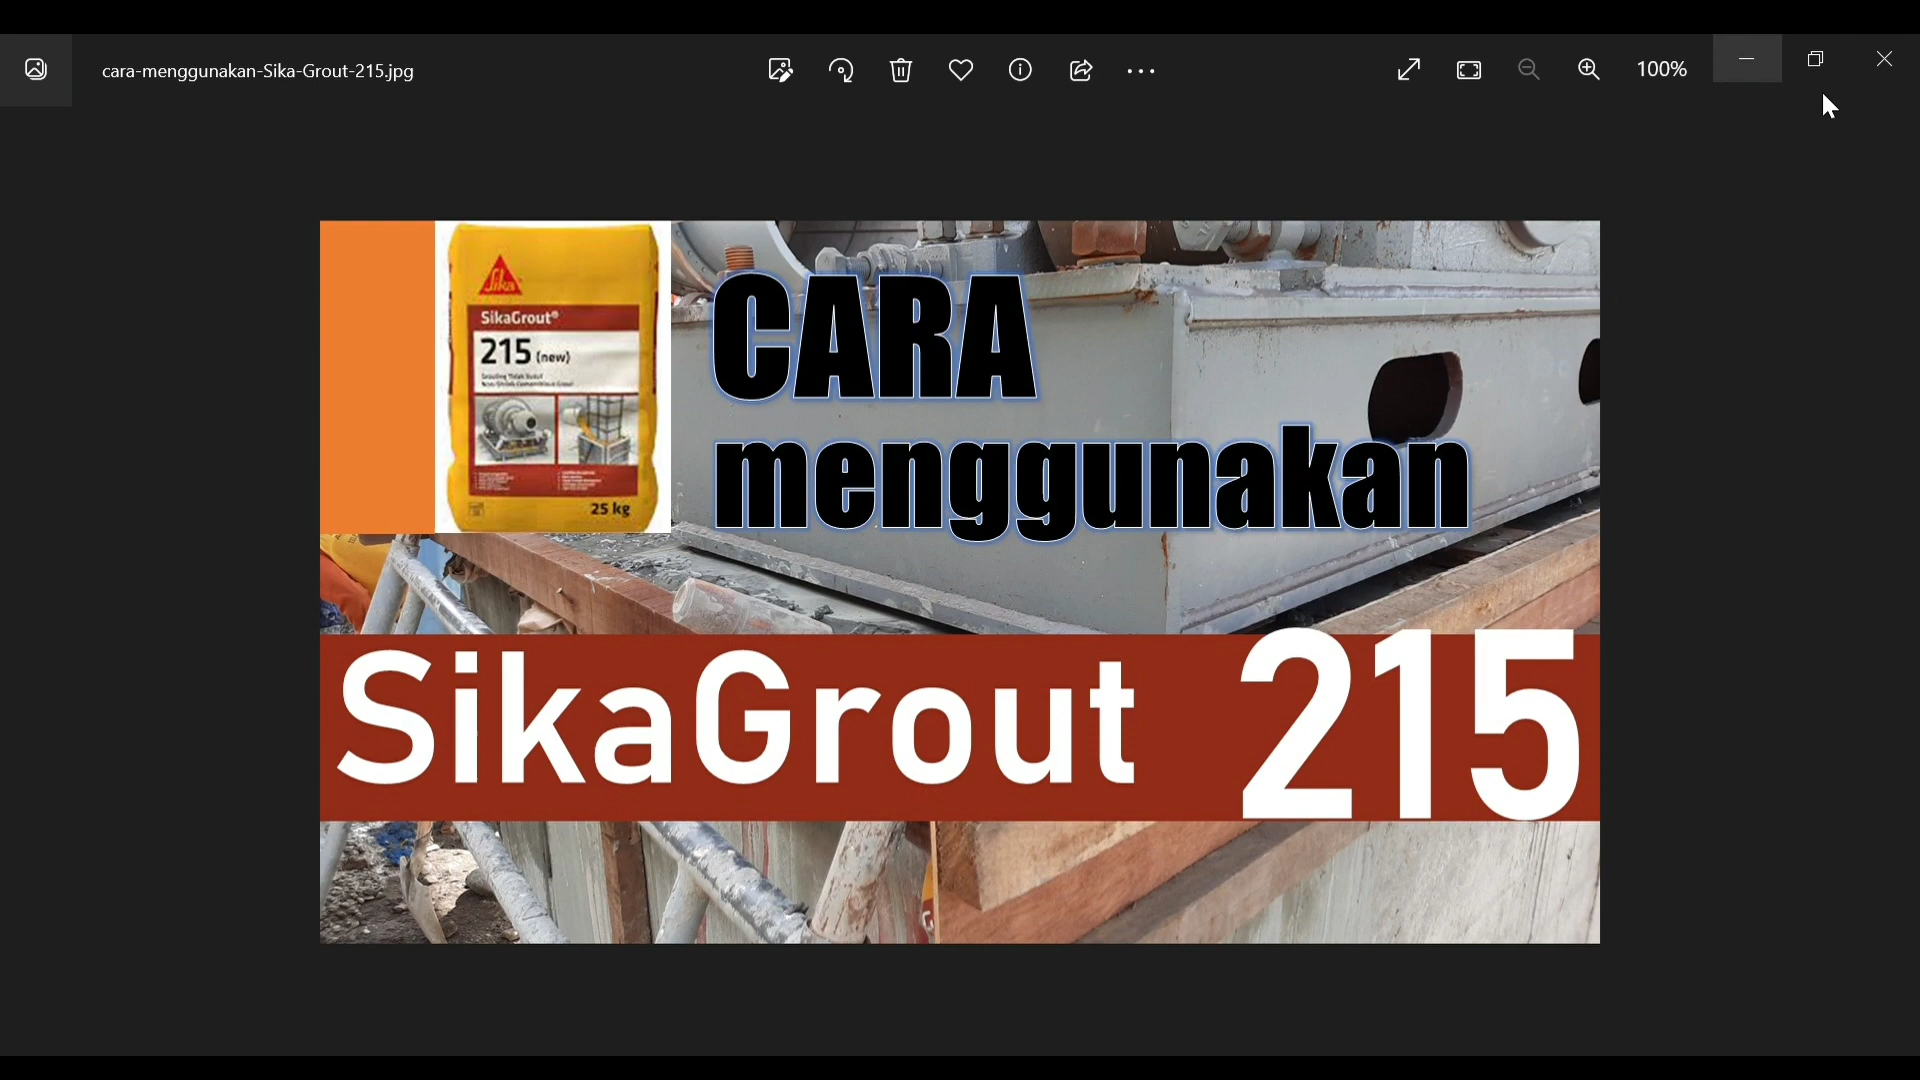 cara-menggunakan-Sika-Grout-215.jpg
100%
Sika
SikaGrout®
215 (new)
25 kg
CARA
menggunakan
SikaGrout 215